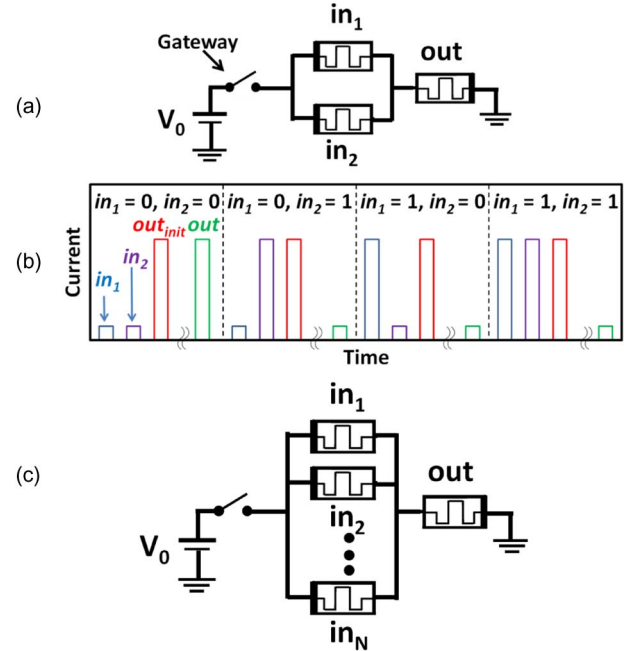 (a)
Gateway
V0
in1
in2
out
(b)
Current
in1 = 0, in2 = 0
in1 = 0, in2 = 1
in1 = 1, in2 = 0
in1 = 1, in2 = 1
outinit out
in1
in2
Time
(c)
V0
in1
in2
inN
out